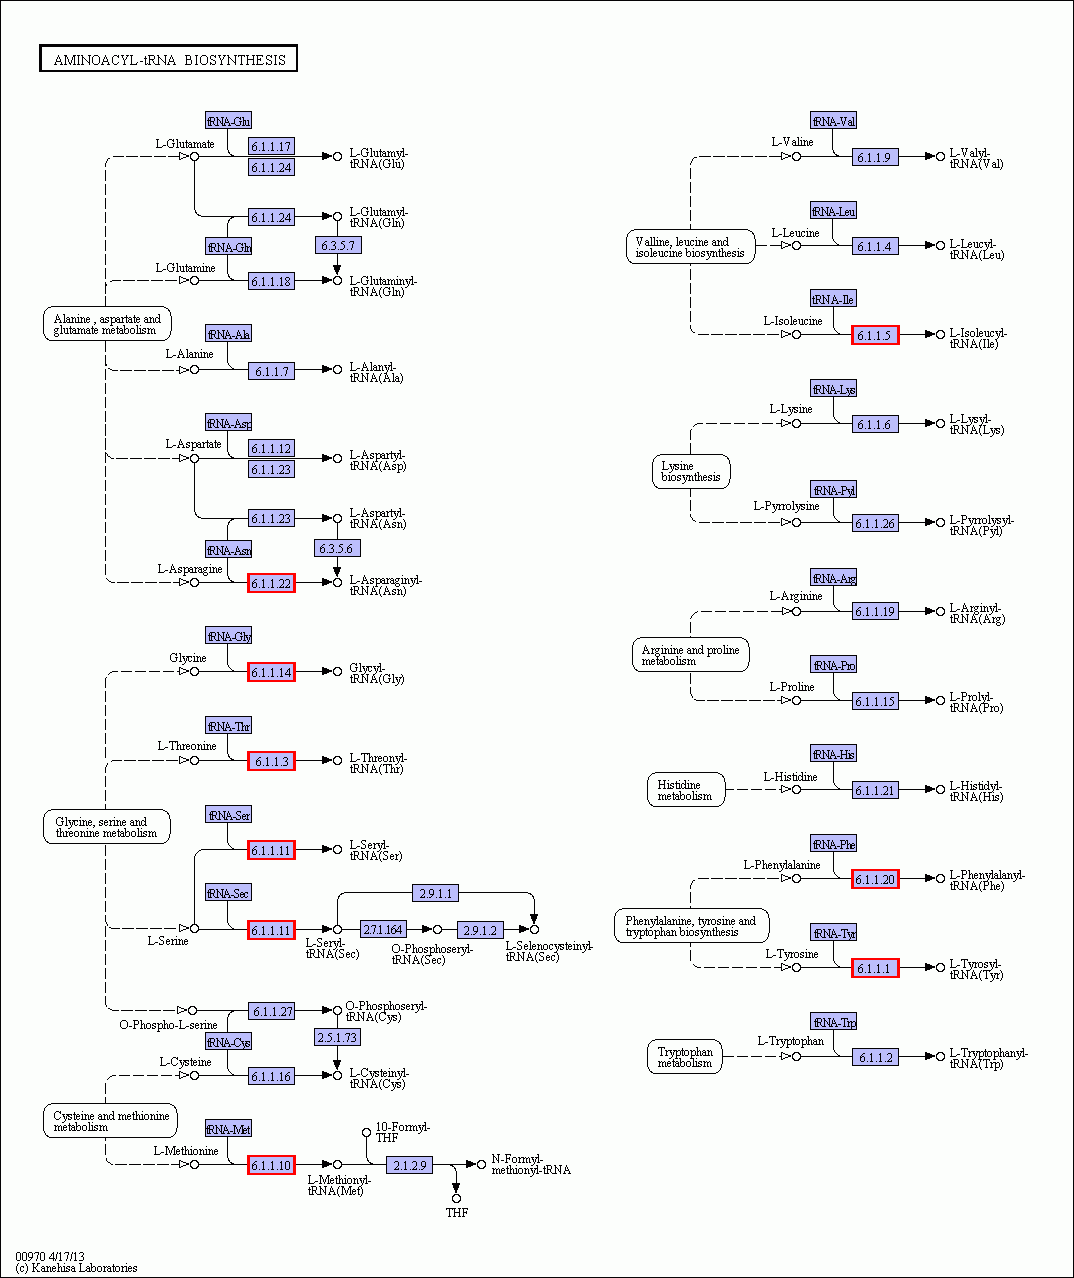 AMINOACYL-tRNA BIOSYNTHESIS
tRNA-Glu
L-Glutamate
6.1.1.17
6.1.1.24
L-Glutamyl-
tRNA(Glu)
6.1.1.24
L-Glutamyl-
tRNA(Gln)
tRNA-Gln
6.3.5.7
L-Glutamine
6.1.1.18
L-Glutaminyl-
tRNA(Gln)
Alanine , aspartate and
glutamate metabolism
tRNA-Ala
L-Alanine
6.1.1.7
L-Alanyl-
tRNA(Ala)
tRNA-Asp
L-Aspartate
6.1.1.12
6.1.1.23
L-Aspartyl-
tRNA(Asp)
6.1.1.23
L-Aspartyl-
tRNA(Asn)
tRNA-Asn
6.3.5.6
L-Asparagine
6.1.1.22
L-Asparaginyl-
tRNA(Asn)
tRNA-Gly
Glycine
6.1.1.14
Glycyl-
tRNA(Gly)
tRNA-Thr
L-Threonine
6.1.1.3
L-Threonyl-
tRNA(Thr)
Glycine, serine and
threonine metabolism
tRNA-Ser
6.1.1.11
L-Seryl-
tRNA(Ser)
tRNA-Sec
L-Serine
6.1.1.11
L-Seryl-
tRNA(Sec)
2.9.1.1
2.7.1.164
O-Phosphoseryl-
tRNA(Sec)
2.9.1.2
L-Selenocysteinyl-
tRNA(Sec)
O-Phospho-L-serine
6.1.1.27
O-Phosphoseryl-
tRNA(Cys)
tRNA-Cys
2.5.1.73
L-Cysteine
6.1.1.16
L-Cysteinyl-
tRNA(Cys)
Cysteine and methionine
metabolism
tRNA-Met
L-Methionine
6.1.1.10
L-Methionyl-
tRNA(Met)
10-Formyl-
THF
2.1.2.9
N-Formyl-
methionyl-tRNA
THF
tRNA-Val
L-Valine
6.1.1.9
L-Valyl-
tRNA(Val)
tRNA-Leu
Valline, leucine and
isoleucine biosynthesis
L-Leucine
6.1.1.4
L-Leucyl-
tRNA(Leu)
tRNA-Ile
L-Isoleucine
6.1.1.5
L-Isoleucyl-
tRNA(Ile)
tRNA-Lys
L-Lysine
6.1.1.6
L-Lysyl-
tRNA(Lys)
Lysine
biosynthesis
tRNA-Pyl
L-Pyrrolysine
6.1.1.26
L-Pyrrolysyl-
tRNA(Pyl)
tRNA-Arg
L-Arginine
6.1.1.19
L-Arginyl-
tRNA(Arg)
Arginine and proline
metabolism
tRNA-Pro
L-Proline
6.1.1.15
L-Prolyl-
tRNA(Pro)
tRNA-His
Histidine
metabolism
L-Histidine
6.1.1.21
L-Histidyl-
tRNA(His)
tRNA-Phe
L-Phenylalanine
6.1.1.20
L-Phenylalanyl-
tRNA(Phe)
Phenylalanine, tyrosine and
tryptophan biosynthesis
tRNA-Tyr
L-Tyrosine
6.1.1.1
L-Tyrosyl-
tRNA(Tyr)
tRNA-Trp
Tryptophan
metabolism
L-Tryptophan
6.1.1.2
L-Tryptophanyl-
tRNA(Trp)
00970 4/17/13
(c) Kanehisa Laboratories